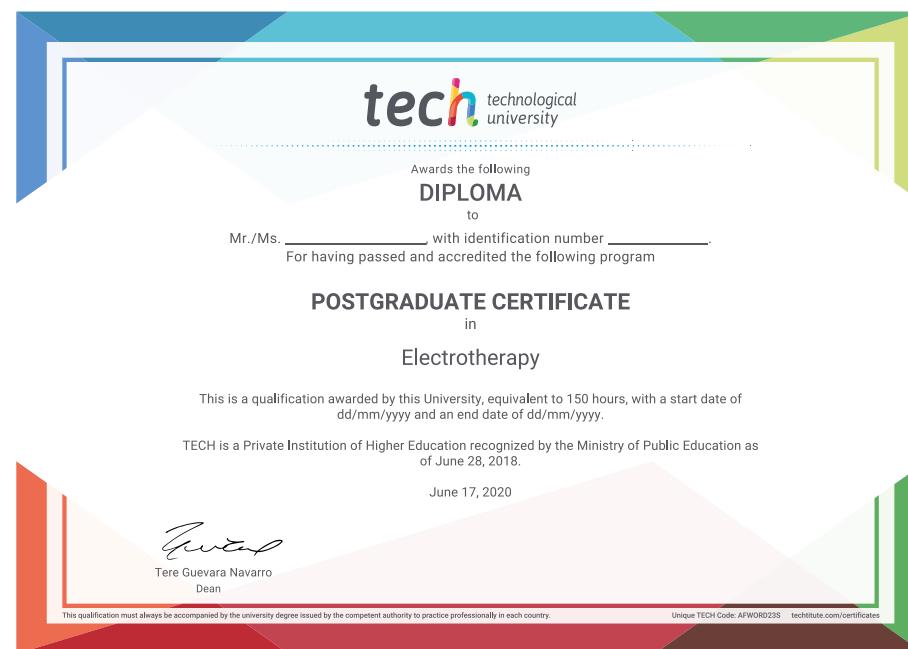 tech technological
university
Awards the following
DIPLOMA
to
Mr./Ms. ____________, with identification number ____________.
For having passed and accredited the following program
POSTGRADUATE CERTIFICATE
in
Electrotherapy
This is a qualification awarded by this University, equivalent to 150 hours, with a start date of
dd/mm/yyyy and an end date of dd/mm/yyyy.
TECH is a Private Institution of Higher Education recognized by the Ministry of Public Education as
of June 28, 2018.
June 17, 2020
Tere Guevara Navarro
Dean
This qualification must always be accompanied by the university degree issued by the competent authority to practice professionally in each country. Unique TECH Code: AFWORD23S techtitute.com/certificates